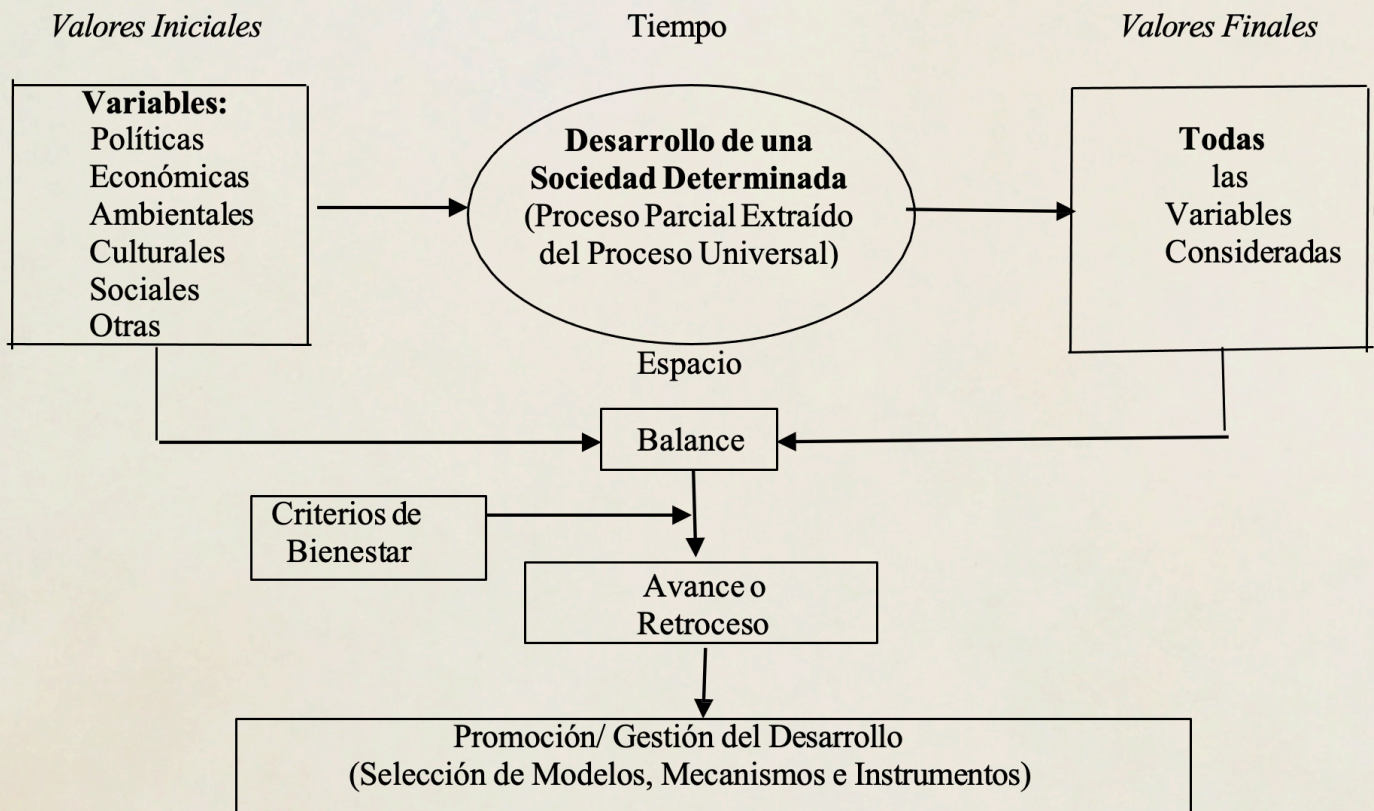 Valores Iniciales
Tiempo
Valores Finales
Variables:
Políticas
Económicas
Ambientales
Culturales
Sociales
Otras
Desarrollo de una
Sociedad Determinada
(Proceso Parcial Extraído
del Proceso Universal)
Todas
las
Variables
Consideradas
Espacio
Balance
Criterios de
Bienestar
Avance o
Retroceso
Promoción/ Gestión del Desarrollo
(Selección de Modelos, Mecanismos e Instrumentos)